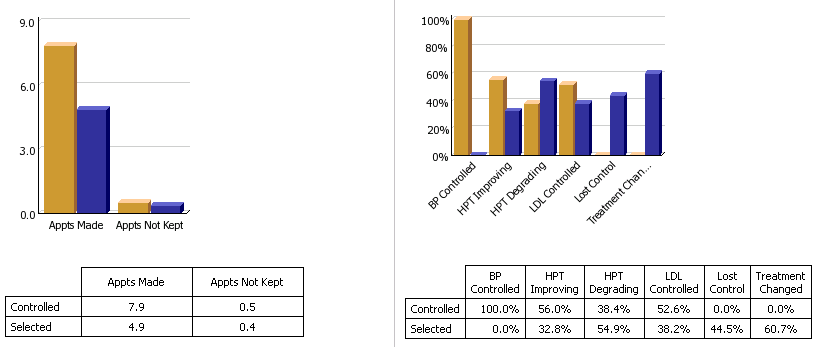 9.0
6.0
3.0
0.0
Appts Made Appts Not Kept
Appts Made Appts Not Kept
Controlled 7.9 0.5
Selected 4.9 0.4
100%
80%
60%
40%
20%
0%
BP Controlled
HPT Improving
HPT Degrading
LDL Controlled
Lost Control
Treatment Chan...
BP Controlled HPT Improving HPT Degrading LDL Controlled Lost Control Treatment Changed
Controlled 100.0% 56.0% 38.4% 52.6% 0.0% 0.0%
Selected 0.0% 32.8% 54.9% 38.2% 44.5% 60.7%